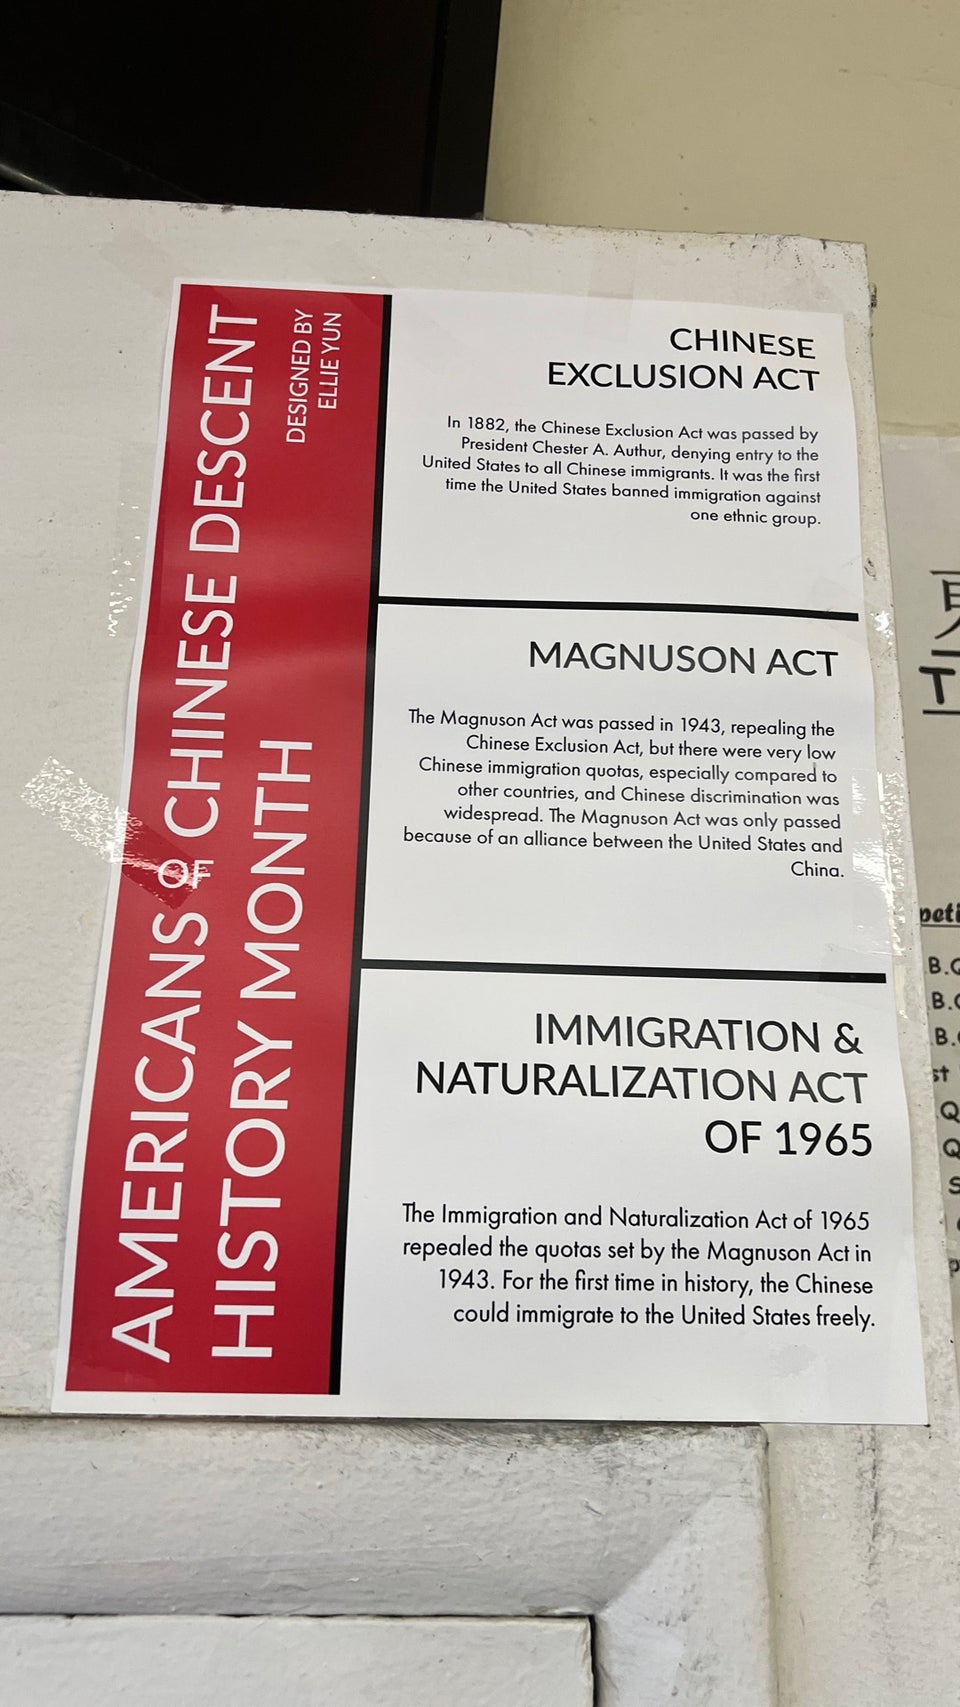 AMERICANS OF CHINESE DESCENT
HISTORY MONTH
DESIGNED BY
ELLIE YUN
CHINESE
EXCLUSION ACT
In 1882, the Chinese Exclusion Act was passed by
President Chester A. Authur, denying entry to the
United States to all Chinese immigrants. It was the first
time the United States banned immigration against
one ethnic group.
MAGNUSON ACT
The Magnuson Act was passed in 1943, repealing the
Chinese Exclusion Act, but there were very low
Chinese immigration quotas, especially compared to
other countries, and Chinese discrimination was
widespread. The Magnuson Act was only passed
because of an alliance between the United States and
China.
IMMIGRATION &
NATURALIZATION ACT
OF 1965
The Immigration and Naturalization Act of 1965
repealed the quotas set by the Magnuson Act in
1943. For the first time in history, the Chinese
could immigrate to the United States freely.